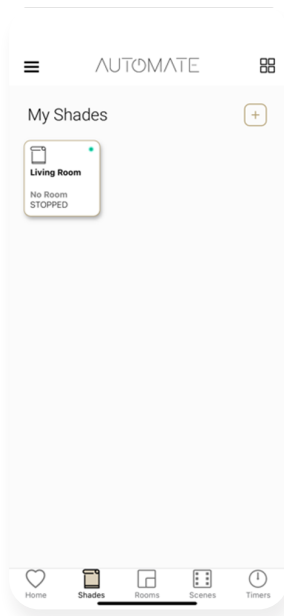 AUTOMATE
My Shades
Living Room
No Room
STOPPED
Home Shades Rooms Scenes Timers